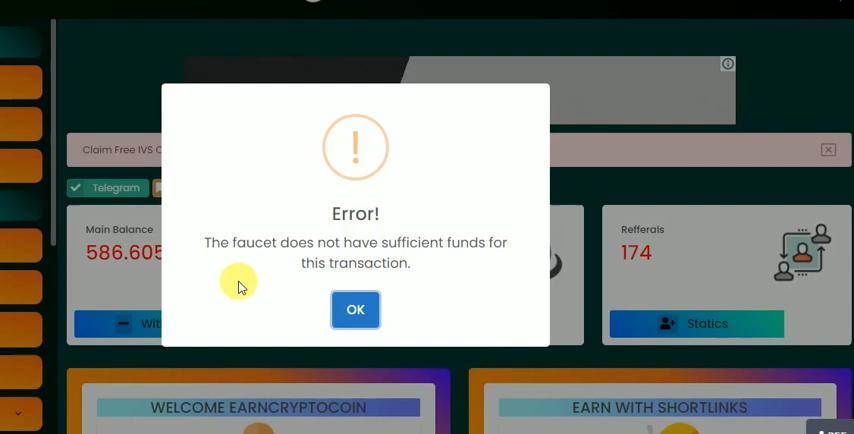 Claim Free IVS C
Telegram
Main Balance
586.605
Wit
Error!
The faucet does not have sufficient funds for
this transaction.
OK
Refferals
174
Statics
WELCOME EARNCRYPTOCOIN
EARN WITH SHORTLINKS